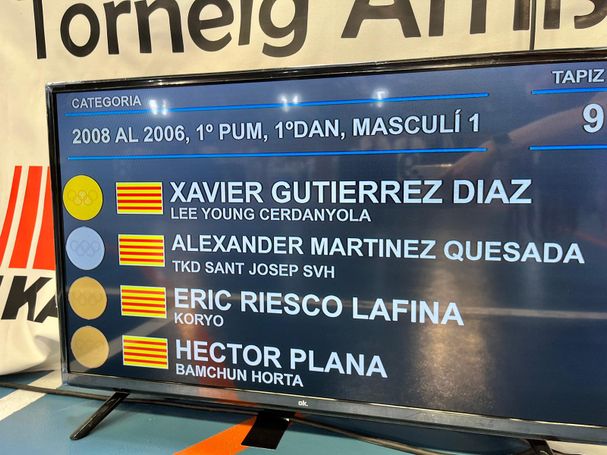 Torneig Amis
CATEGORIA
TAPIZ
2008 AL 2006, 1º PUM, 1ºDAN, MASCULÍ 1
9
XAVIER GUTIERREZ DIAZ
LEE YOUNG CERDANYOLA
ALEXANDER MARTINEZ QUESADA
TKD SANT JOSEP SVH
ERIC RIESCO LAFINA
KORYO
HECTOR PLANA
BAMCHUN HORTA
ok.